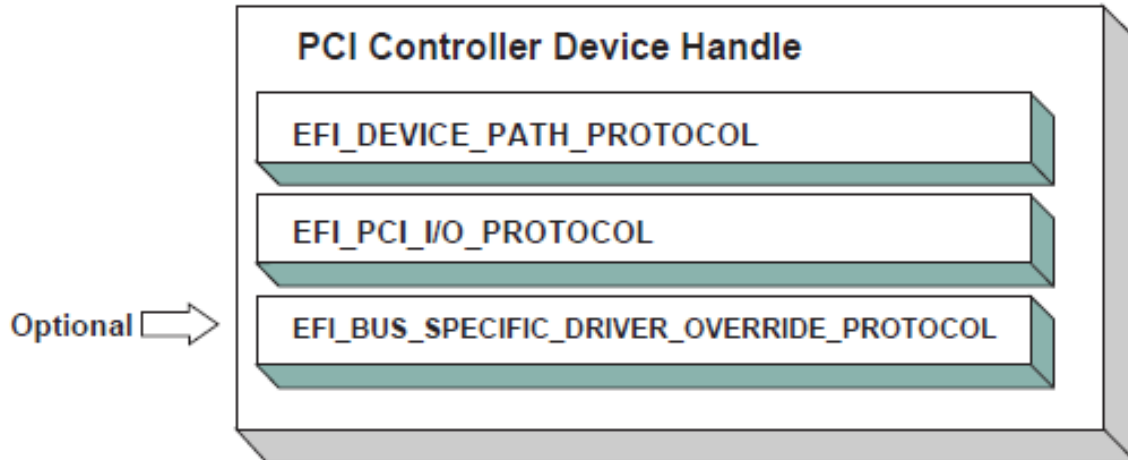 PCI Controller Device Handle
EFI_DEVICE_PATH_PROTOCOL
EFI_PCI_I/O_PROTOCOL
Optional
EFI_BUS_SPECIFIC_DRIVER_OVERRIDE_PROTOCOL